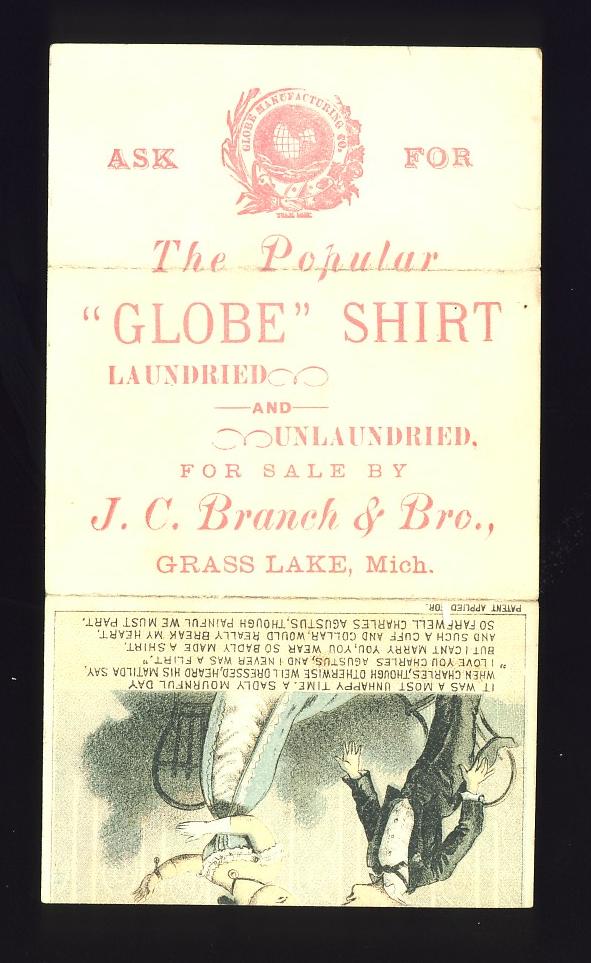 GLOBE MANUFACTURING CO.
TRADE MARK
ASK FOR
The Popular
"GLOBE" SHIRT
LAUNDRIED
AND
UNLAUNDRIED,
FOR SALE BY
J. C. Branch & Bro.,
GRASS LAKE, Mich.
IT WAS A MOST UNHAPPY TIME. A SADLY MOURNFUL DAY
WHEN CHARLES, THOUGH OTHERWISE WELL DRESSED, HEARD HIS MATILDA SAY,
"I LOVE YOU CHARLES AGUSTUS, AND I NEVER WAS A FLIRT.",
BUT I CANT MARRY YOU, YOU WEAR SO BADLY MADE A SHIRT.
AND SUCH A CUFF AND COLLAR, WOULD REALLY BREAK MY HEART.
SO FARFWELL CHARLES AGUSTUS, THOUGH PAINFUL WE MUST PART.
PATENT APPLIED FOR.